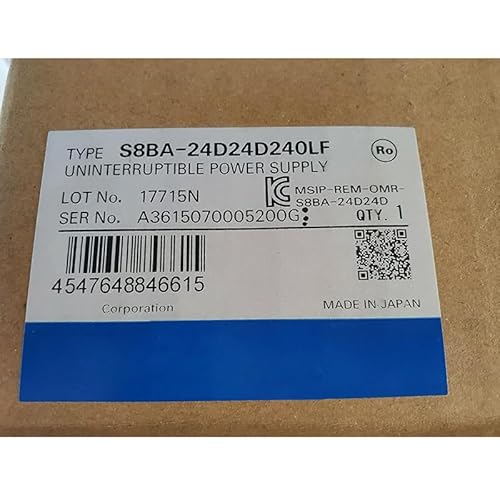 TYPE S8BA-24D24D240LF Ro
UNINTERRUPTIBLE POWER SUPPLY
LOT No. 17715N MSIP-REM-OMR-
S8BA-24D24D
SER No. A3615070005200G QTY. 1
4547648846615
Corporation MADE IN JAPAN